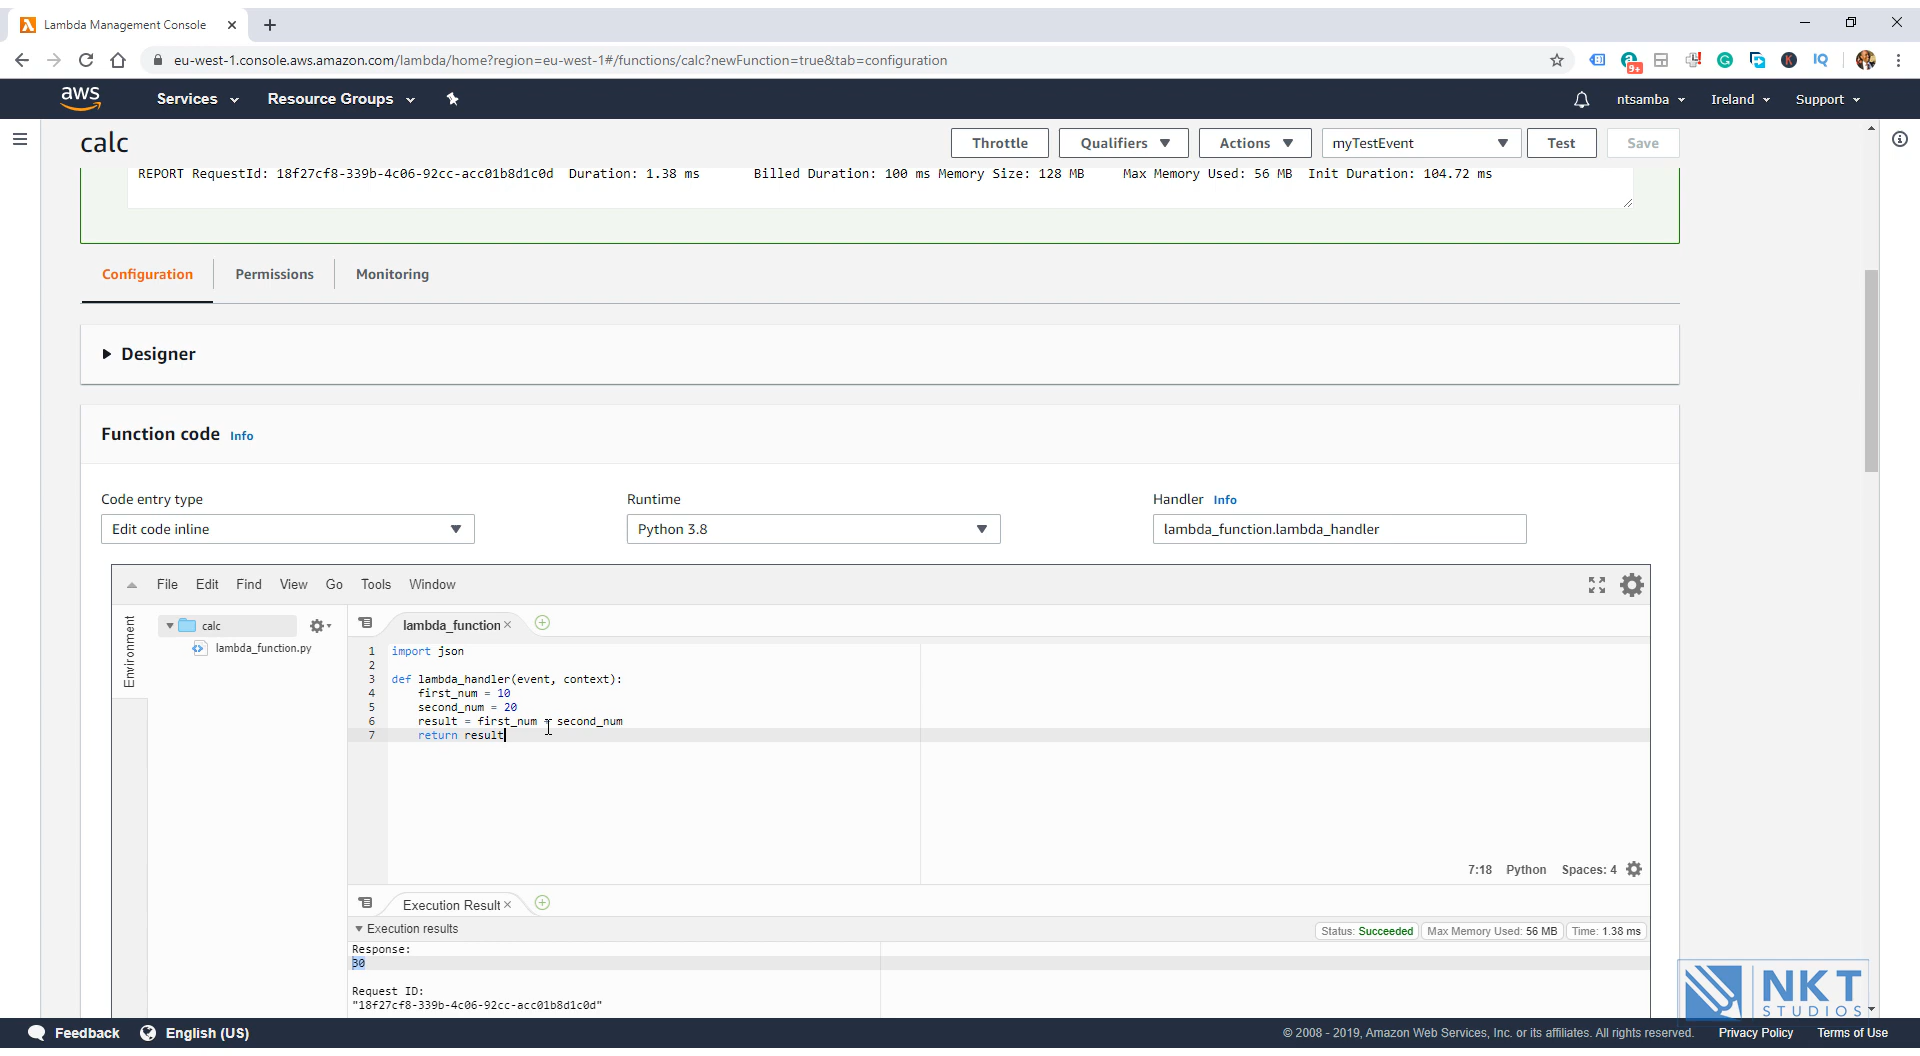 Lambda Management Console
eu-west-1.console.aws.amazon.com/lambda/home?region=eu-west-1#/functions/calc?newFunction=true&tab=configuration
9+
IQ
aws Services Resource Groups ntsamba Ireland Support
calc Throttle Qualifiers Actions myTestEvent Test Save
REPORT RequestId: 18f27cf8-339b-4c06-92cc-acc01b8d1c0d Duration: 1.38 ms Billed Duration: 100 ms Memory Size: 128 MB Max Memory Used: 56 MB Init Duration: 104.72 ms
Configuration Permissions Monitoring
Designer
Function code Info
Code entry type Runtime Handler Info
Edit code inline Python 3.8 lambda_function.lambda_handler
File Edit Find View Go Tools Window
Environment
calc
lambda_function.py
lambda_function
1 import json
2
3 def lambda_handler(event, context):
4 first_num = 10
5 second_num = 20
6 result = first_num second_num
7 return result
7:18 Python Spaces: 4
Execution Result
Execution results Status: Succeeded Max Memory Used: 56 MB Time: 1.38 ms
Response:
30
Request ID:
"18f27cf8-339b-4c06-92cc-acc01b8d1c0d"
NKT
STUDIOS
Feedback English (US) © 2008 - 2019, Amazon Web Services, Inc. or its affiliates. All rights reserved. Privacy Policy Terms of Use